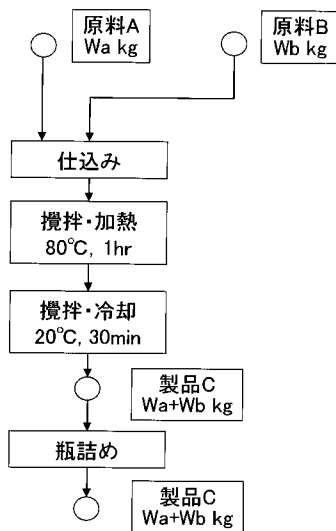 原料A
Wa kg
原料B
Wb kg
仕込み
攪拌・加熱
80℃, 1hr
攪拌・冷却
20℃, 30min
製品C
Wa+Wb kg
瓶詰め
製品C
Wa+Wb kg